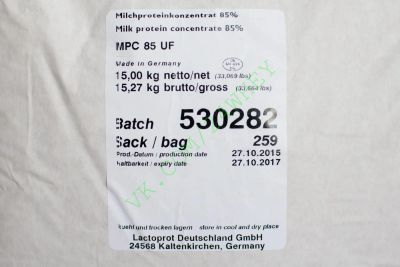 Milchproteinkonzentrat 85%
Milk protein concentrate 85%
MPC 85 UF
Made in Germany
15,00 kg netto/net (33,069 lbs)
15,27 kg brutto/gross (33,664 lbs)
Batch 530282
Sack / bag 259
Prod.-Datum / production date 27.10.2015
Haltbarkeit / expiry date 27.10.2017
kuehl und trocken lagern store in cool and dry place
Lactoprot Deutschland GmbH
24568 Kaltenkirchen, Germany